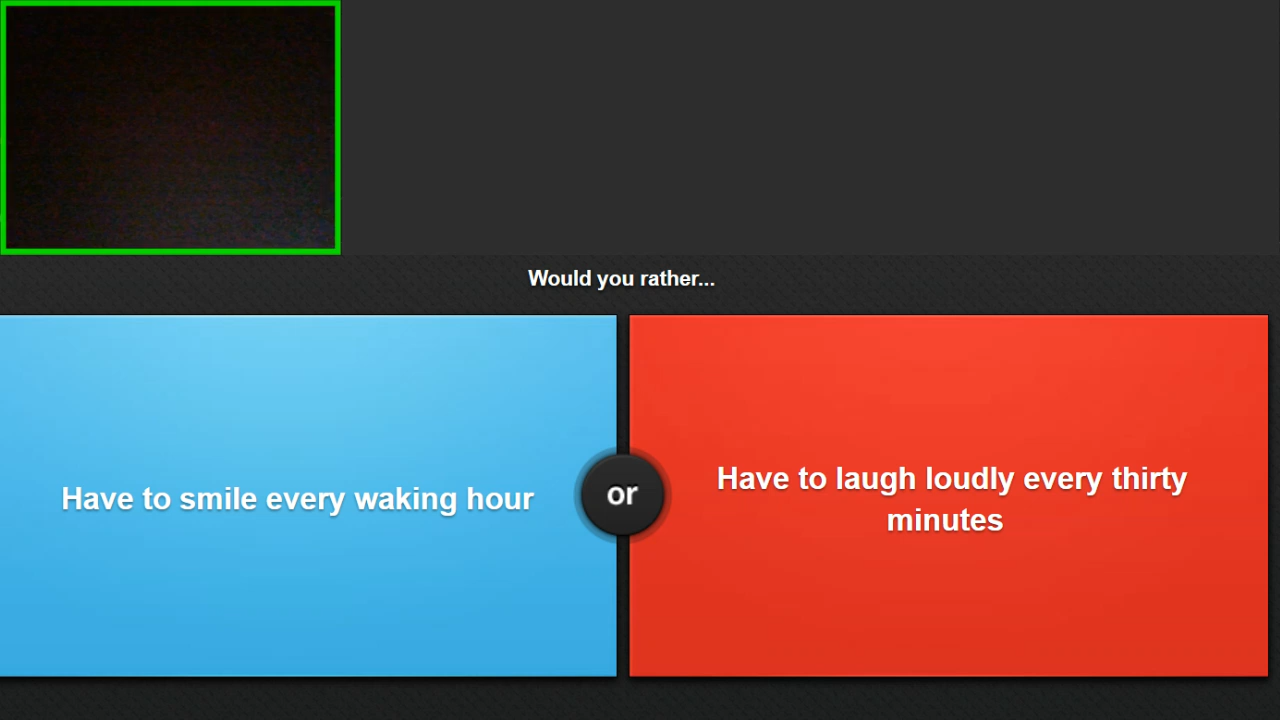 Would you rather...
Have to smile every waking hour
or
Have to laugh loudly every thirty
minutes